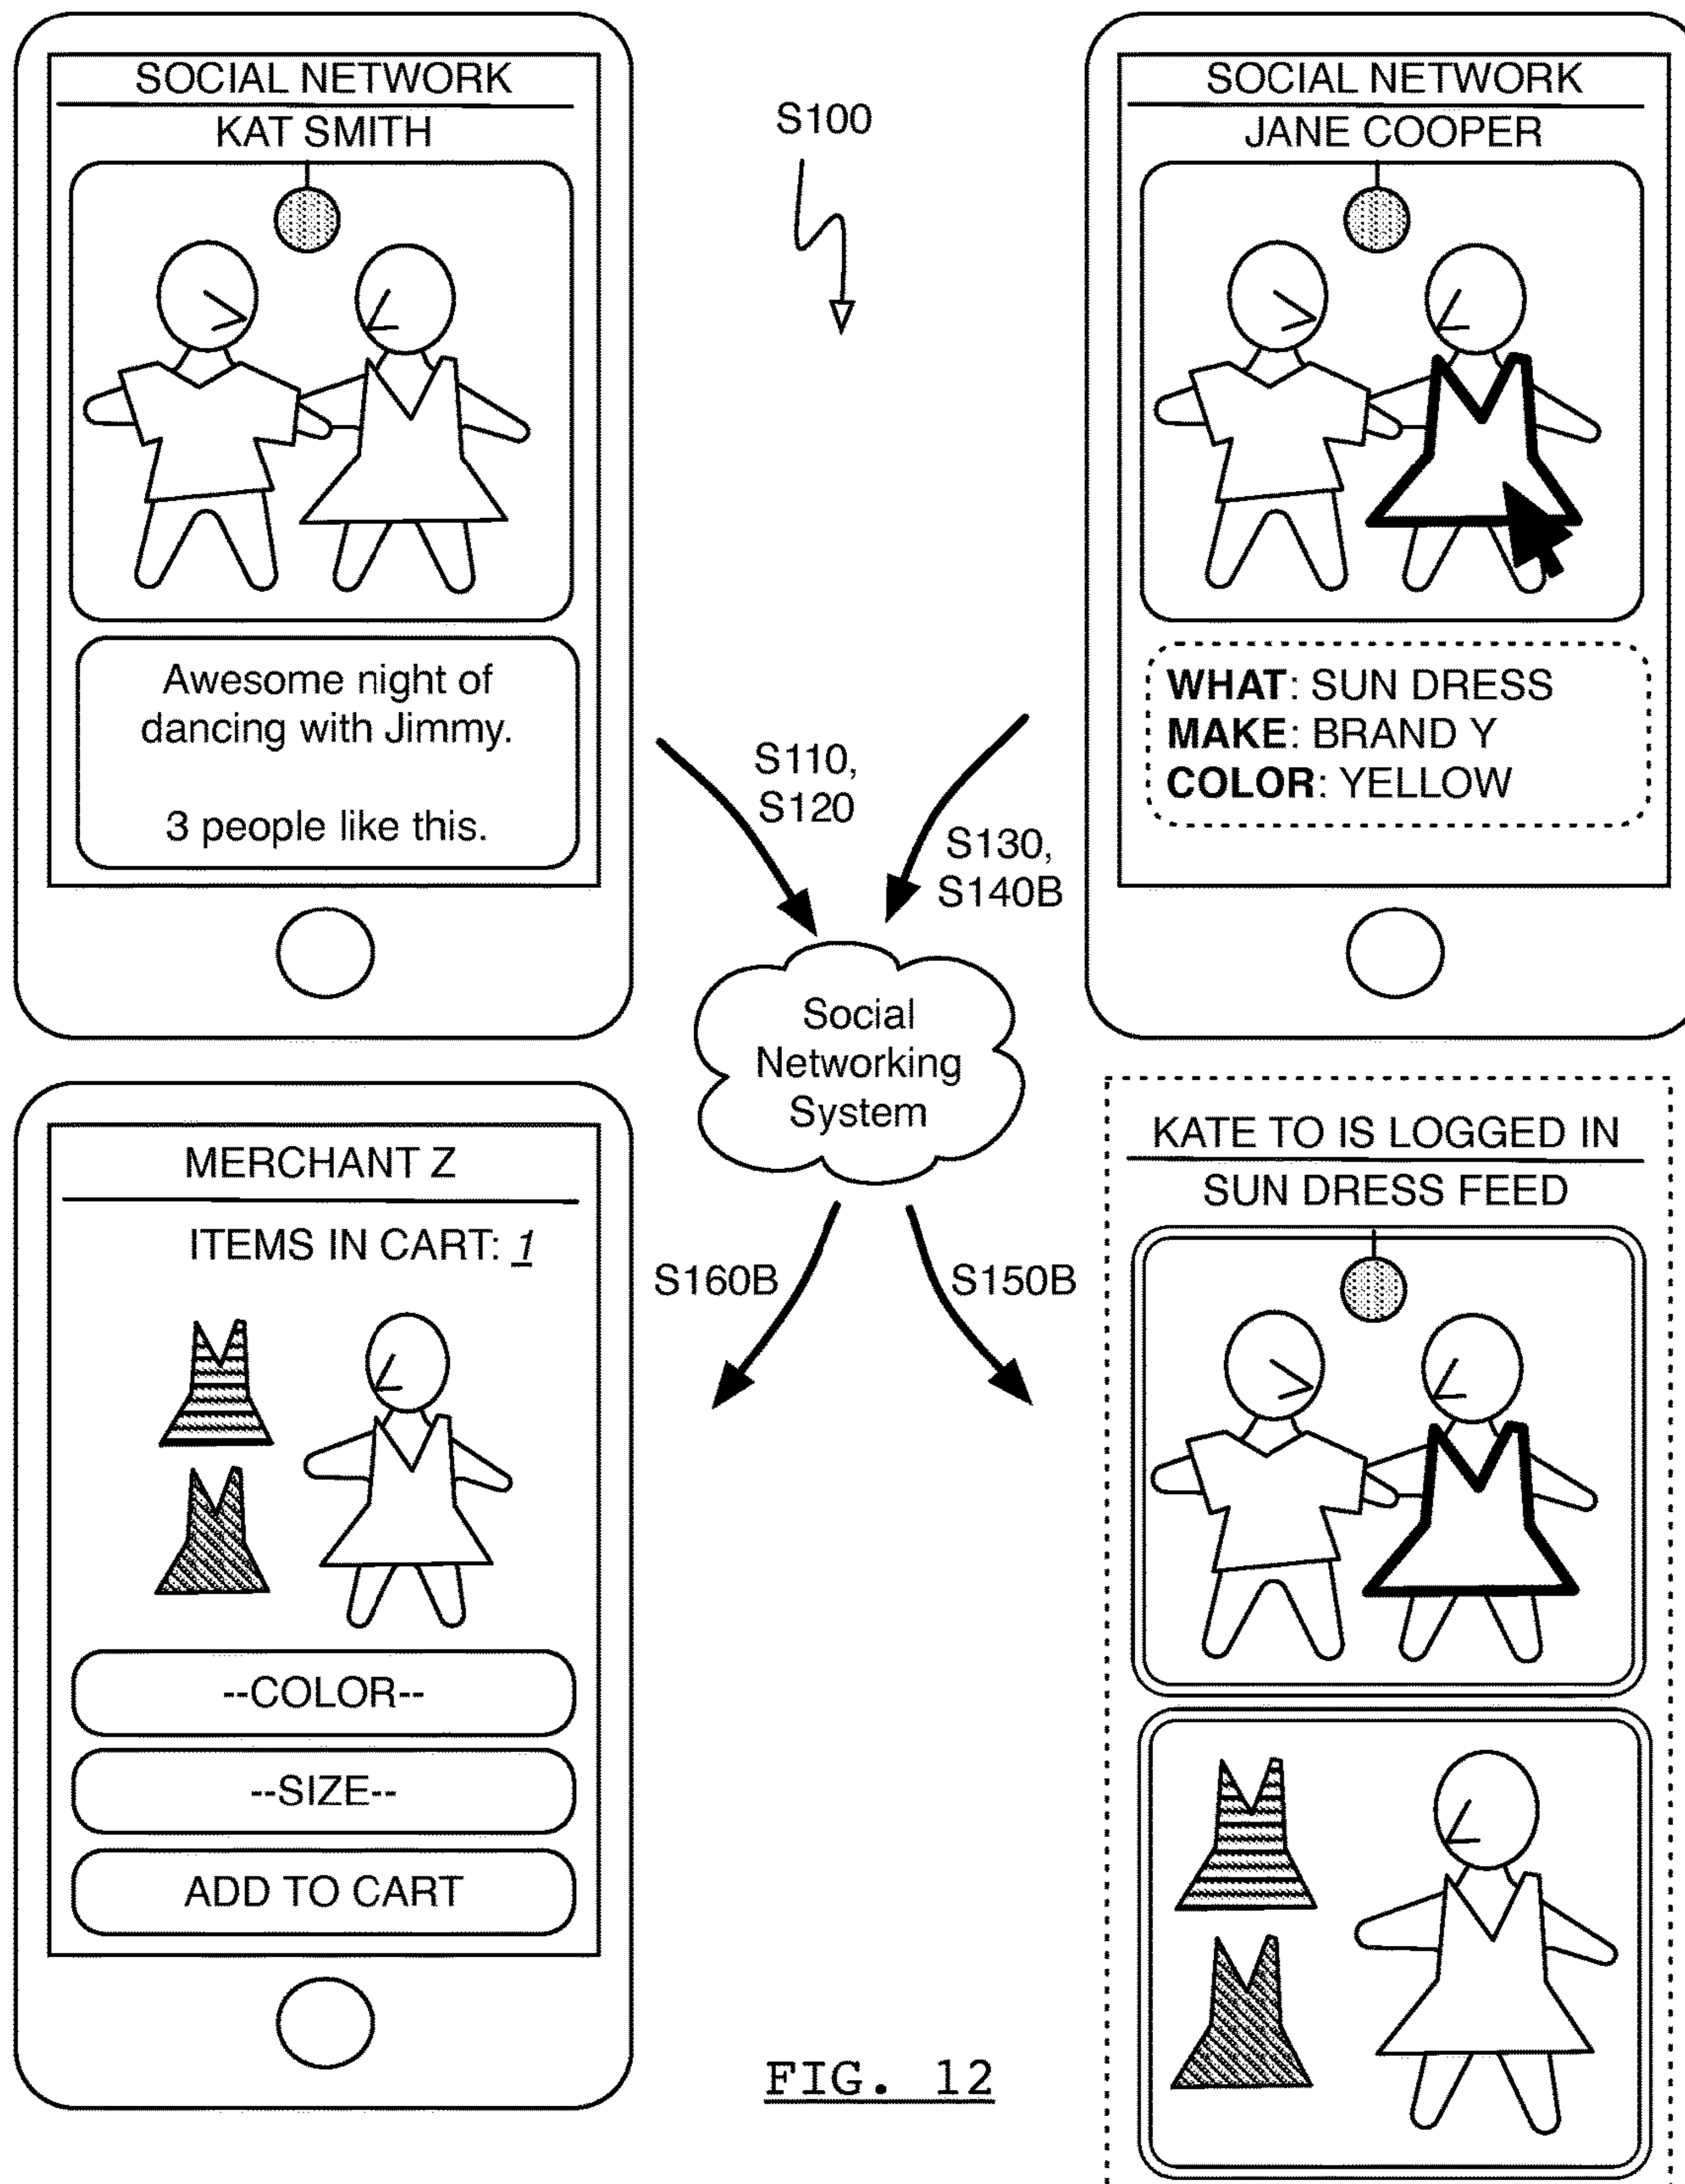 SOCIAL NETWORK
KAT SMITH
Awesome night of
dancing with Jimmy.
3 people like this.
S100
SOCIAL NETWORK
JANE COOPER
WHAT: SUN DRESS
MAKE: BRAND Y
COLOR: YELLOW
S110,
S120
S130,
S140B
Social
Networking
System
S160B
S150B
MERCHANT Z
ITEMS IN CART: 1
--COLOR--
--SIZE--
ADD TO CART
KATE TO IS LOGGED IN
SUN DRESS FEED
FIG. 12